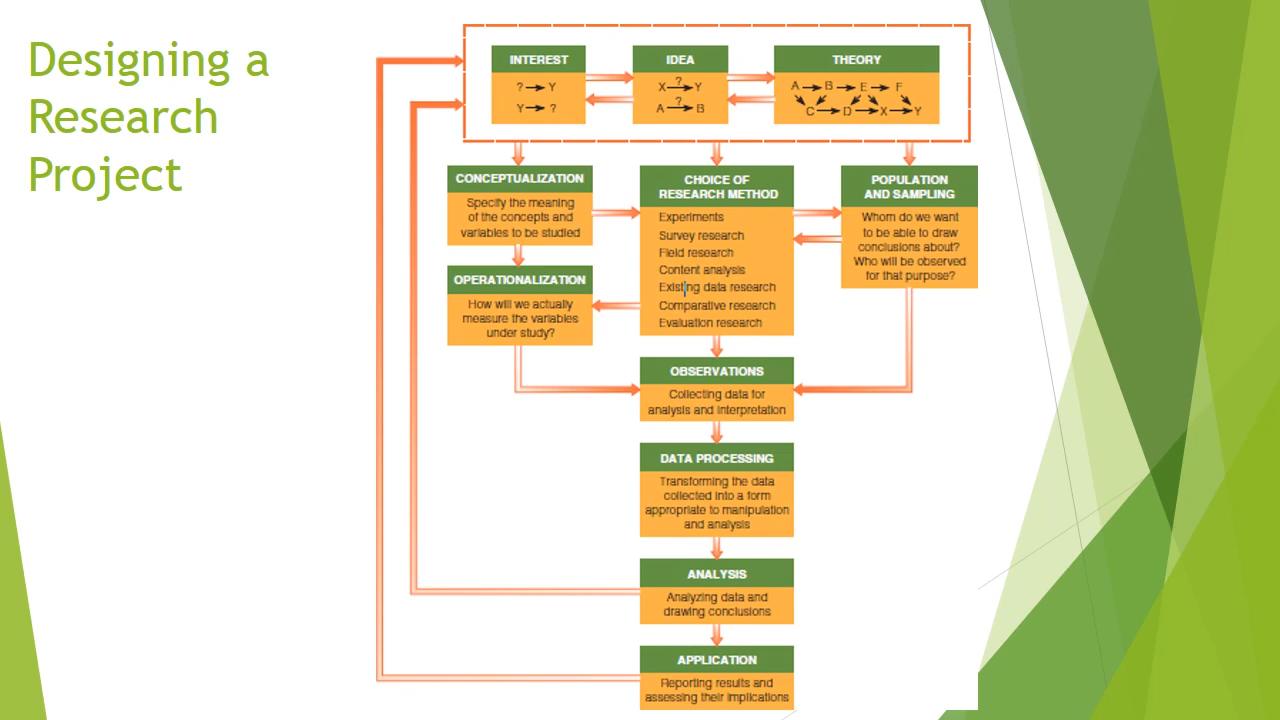 Designing a
Research
Project
INTEREST
? → Y
Y → ?
IDEA
?
X → Y
?
A → B
THEORY
A → B → E → F
C → D → X → Y
CONCEPTUALIZATION
Specify the meaning
of the concepts and
variables to be studied
OPERATIONALIZATION
How will we actually
measure the variables
under study?
CHOICE OF
RESEARCH METHOD
Experiments
Survey research
Field research
Content analysis
Existing data research
Comparative research
Evaluation research
POPULATION
AND SAMPLING
Whom do we want
to be able to draw
conclusions about?
Who will be observed
for that purpose?
OBSERVATIONS
Collecting data for
analysis and interpretation
DATA PROCESSING
Transforming the data
collected into a form
appropriate to manipulation
and analysis
ANALYSIS
Analyzing data and
drawing conclusions
APPLICATION
Reporting results and
assessing their implications